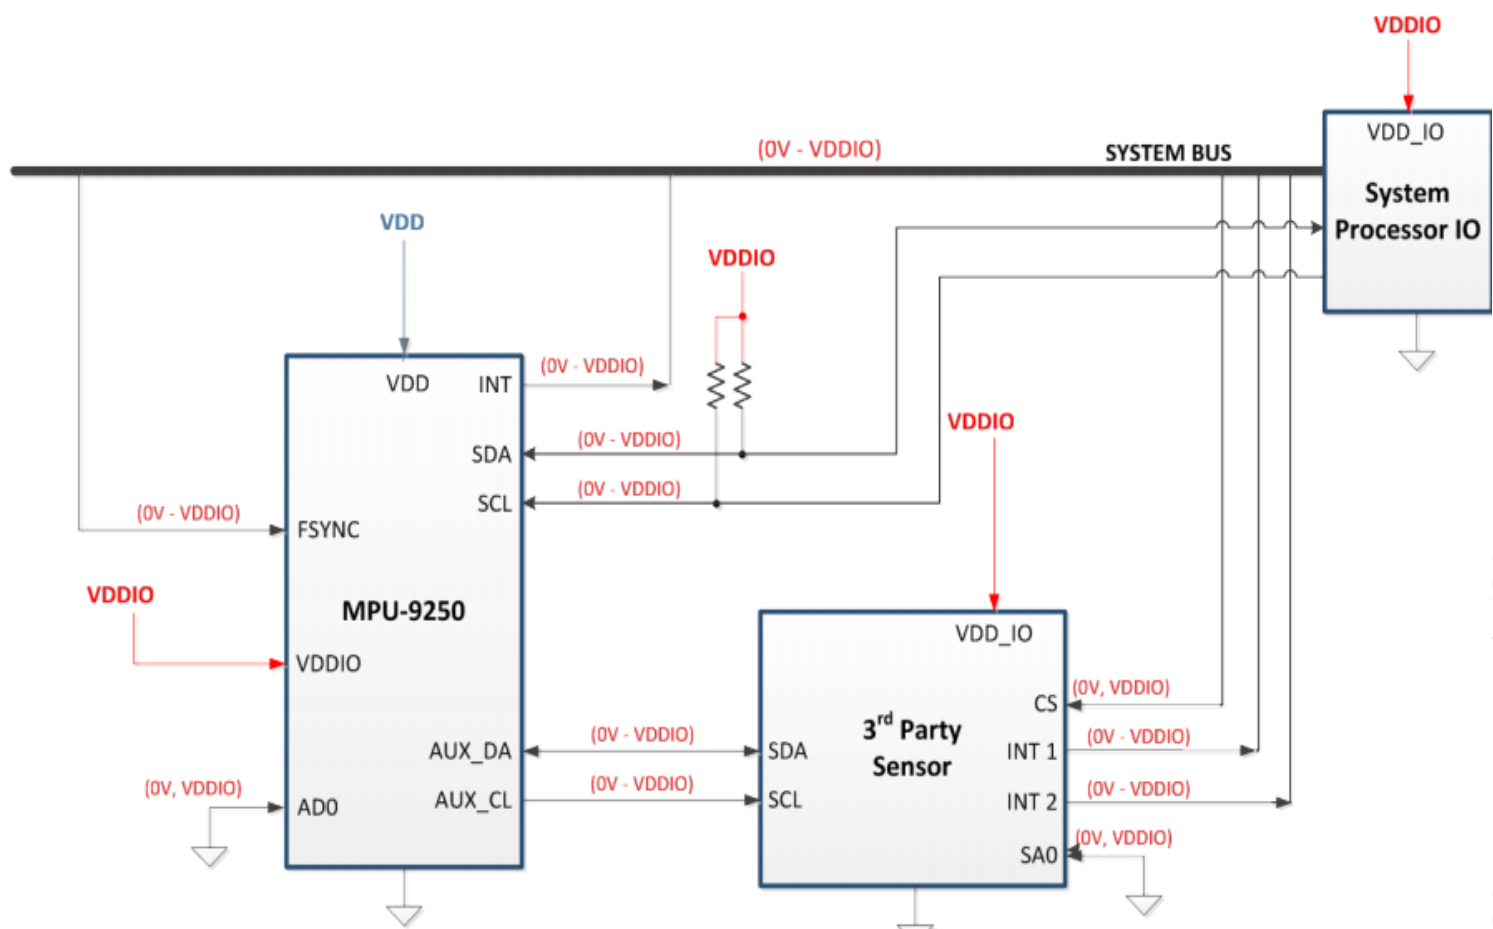 VDDIO
VDD_IO
(0V - VDDIO)
SYSTEM BUS
System
Processor IO
VDD
VDDIO
VDD
INT
(0V - VDDIO)
SDA
(0V - VDDIO)
SCL
(0V - VDDIO)
(0V - VDDIO)
FSYNC
VDDIO
VDDIO
MPU-9250
VDDIO
VDD_IO
CS
(0V, VDDIO)
3rd Party
Sensor
AUX_DA
(0V - VDDIO)
SDA
INT 1
(0V - VDDIO)
AUX_CL
(0V - VDDIO)
SCL
INT 2
(0V - VDDIO)
(0V, VDDIO)
AD0
SA0
(0V, VDDIO)